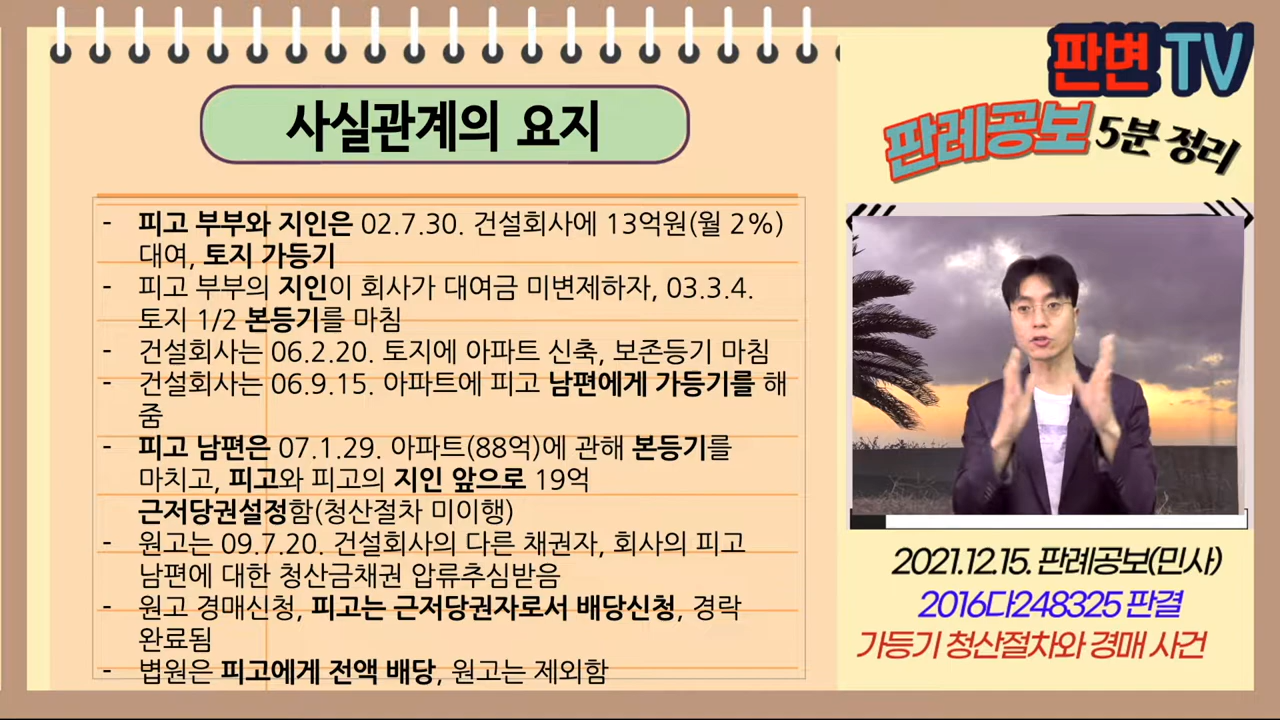 사실관계의 요지
- 피고 부부와 지인은 02.7.30. 건설회사에 13억원(월 2%)
대여, 토지 가등기
- 피고 부부의 지인이 회사가 대여금 미변제하자, 03.3.4.
토지 1/2 본등기를 마침
- 건설회사는 06.2.20. 토지에 아파트 신축, 보존등기 마침
- 건설회사는 06.9.15. 아파트에 피고 남편에게 가등기를 해
줌
- 피고 남편은 07.1.29. 아파트(88억)에 관해 본등기를
마치고, 피고와 피고의 지인 앞으로 19억
근저당권설정함(청산절차 미이행)
- 원고는 09.7.20. 건설회사의 다른 채권자, 회사의 피고
남편에 대한 청산금채권 압류추심받음
- 원고 경매신청, 피고는 근저당권자로서 배당신청, 경락
완료됨
- 볍원은 피고에게 전액 배당, 원고는 제외함
판변 TV
판례공보 5분 정리
2021.12.15. 판례공보(민사)
2016다248325 판결
가등기 청산절차와 경매 사건